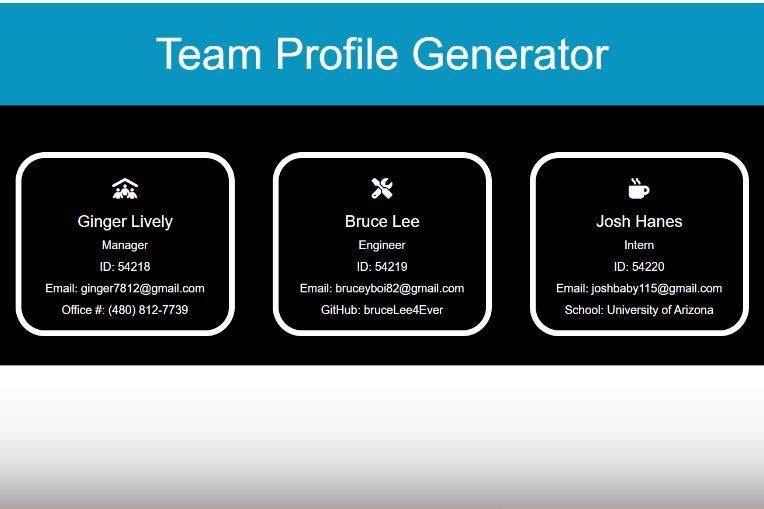 Team Profile Generator
Ginger Lively
Manager
ID: 54218
Email: ginger7812@gmail.com
Office #: (480) 812-7739
Bruce Lee
Engineer
ID: 54219
Email: bruceyboi82@gmail.com
GitHub: bruceLee4Ever
Josh Hanes
Intern
ID: 54220
Email: joshbaby115@gmail.com
School: University of Arizona